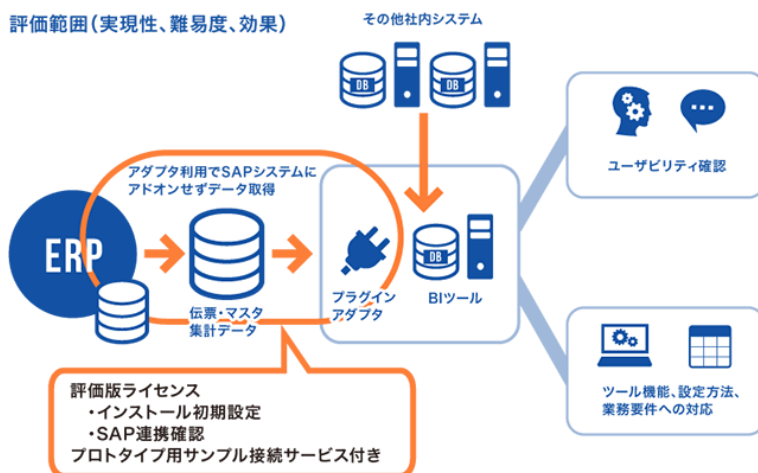 評価範囲(実現性、難易度、効果)
その他社内システム
DB
DB
アダプタ利用でSAPシステムに
アドオンせずデータ取得
ERP
伝票・マスタ
集計データ
プラグイン
アダプタ
DB
BIツール
ユーザビリティ確認
ツール機能、設定方法、
業務要件への対応
評価版ライセンス
・インストール初期設定
・SAP連携確認
プロトタイプ用サンプル接続サービス付き